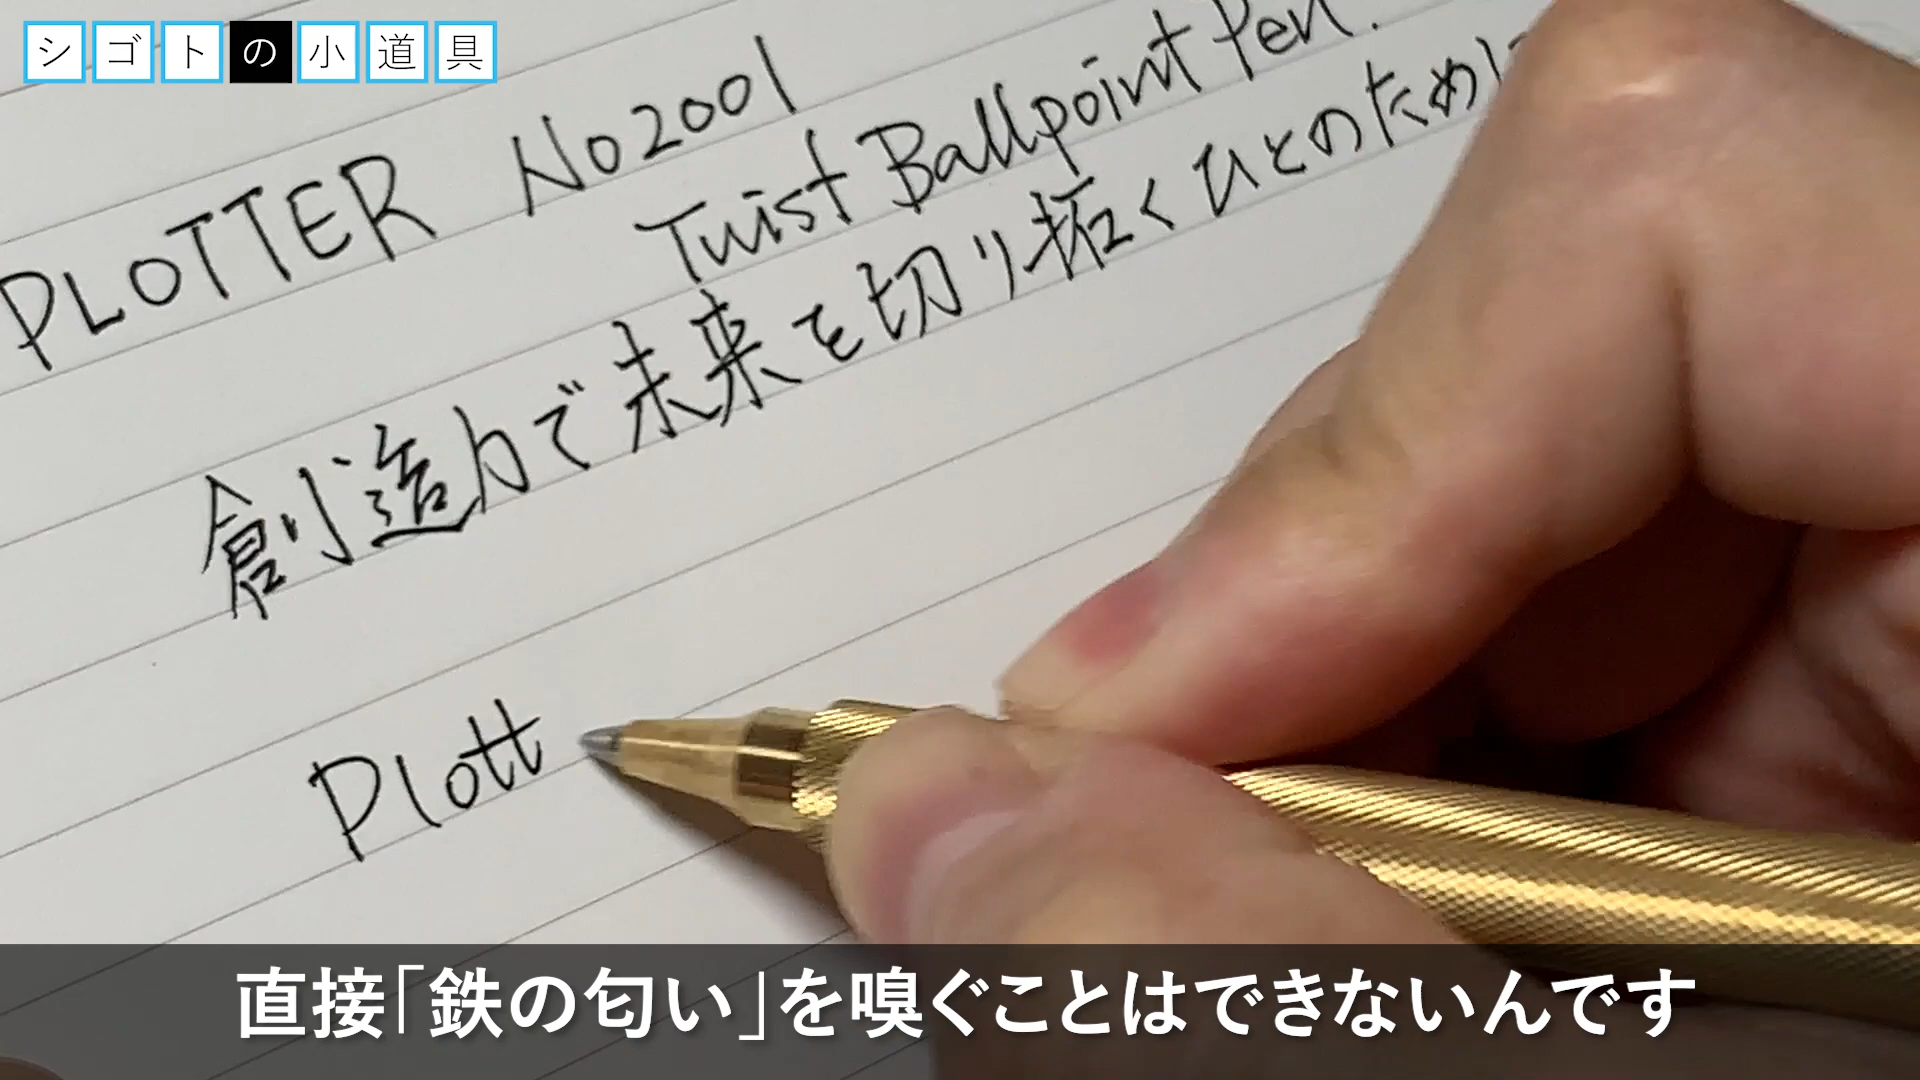 シゴトの小道具
PLOTTER No2001
Twist Ballpoint Pen.
創造力で未来を切り拓くひとのために
Plott
直接「鉄の匂い」を嗅ぐことはできないんです